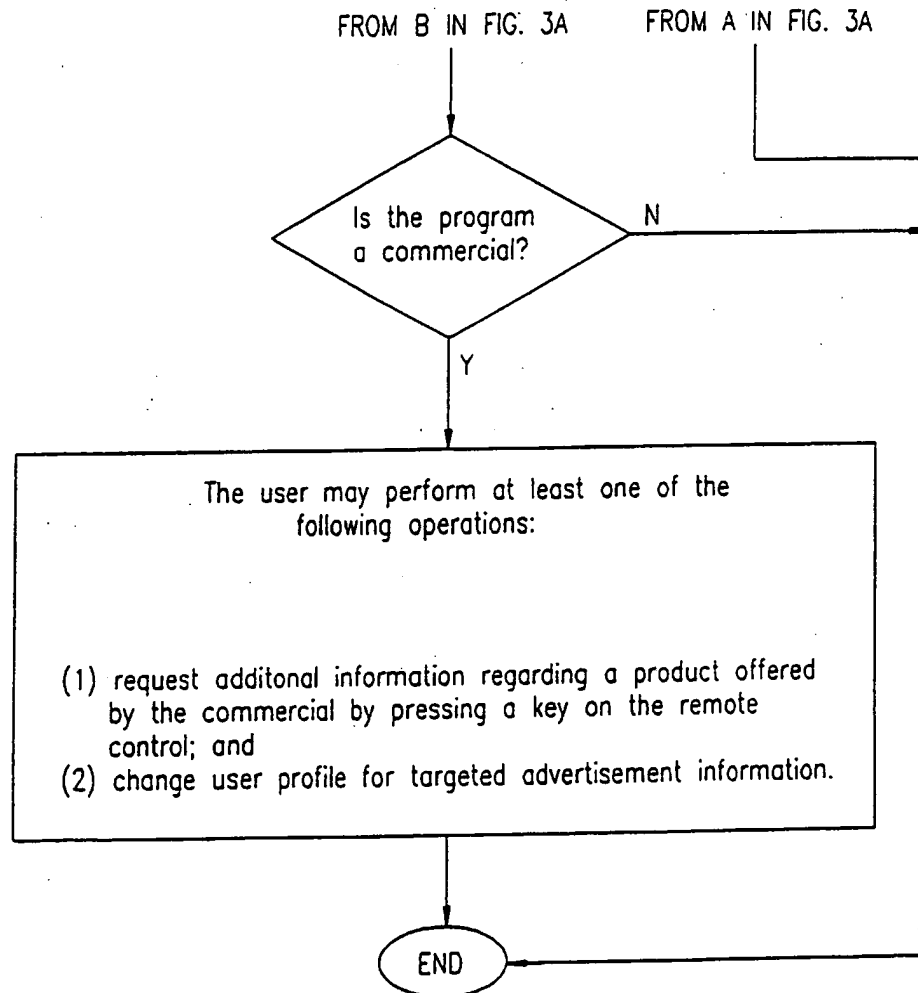 FROM B IN FIG. 3A
FROM A IN FIG. 3A
Is the program
a commercial?
N
Y
The user may perform at least one of the
following operations:
(1) request additonal information regarding a product offered
by the commercial by pressing a key on the remote
control; and
(2) change user profile for targeted advertisement information.
END